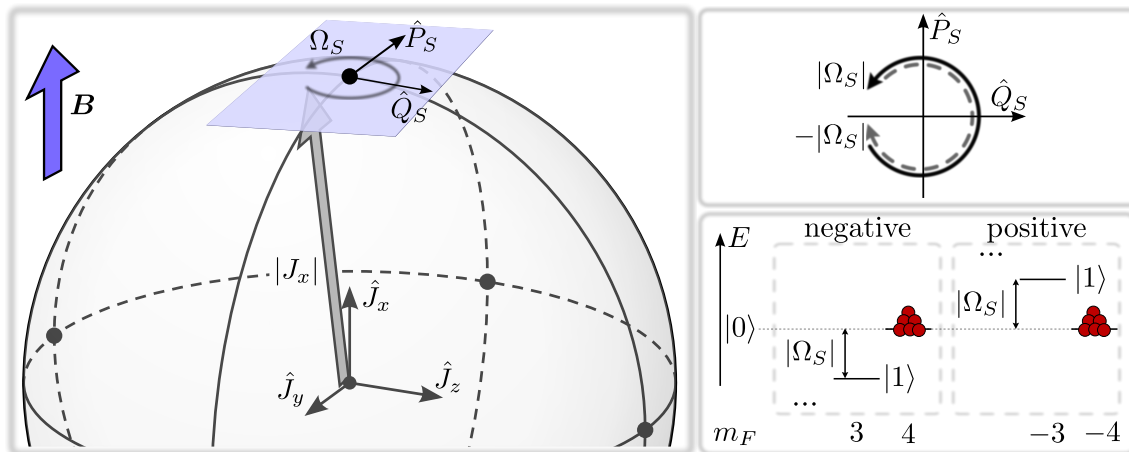 B
Ω_S
P̂_S
Q̂_S
|J_x|
Ĵ_x
Ĵ_y
Ĵ_z
P̂_S
|Ω_S|
Q̂_S
−|Ω_S|
E negative positive
...
|1⟩
|Ω_S|
|0⟩
|Ω_S|
|1⟩
...
m_F 3 4 −3 −4